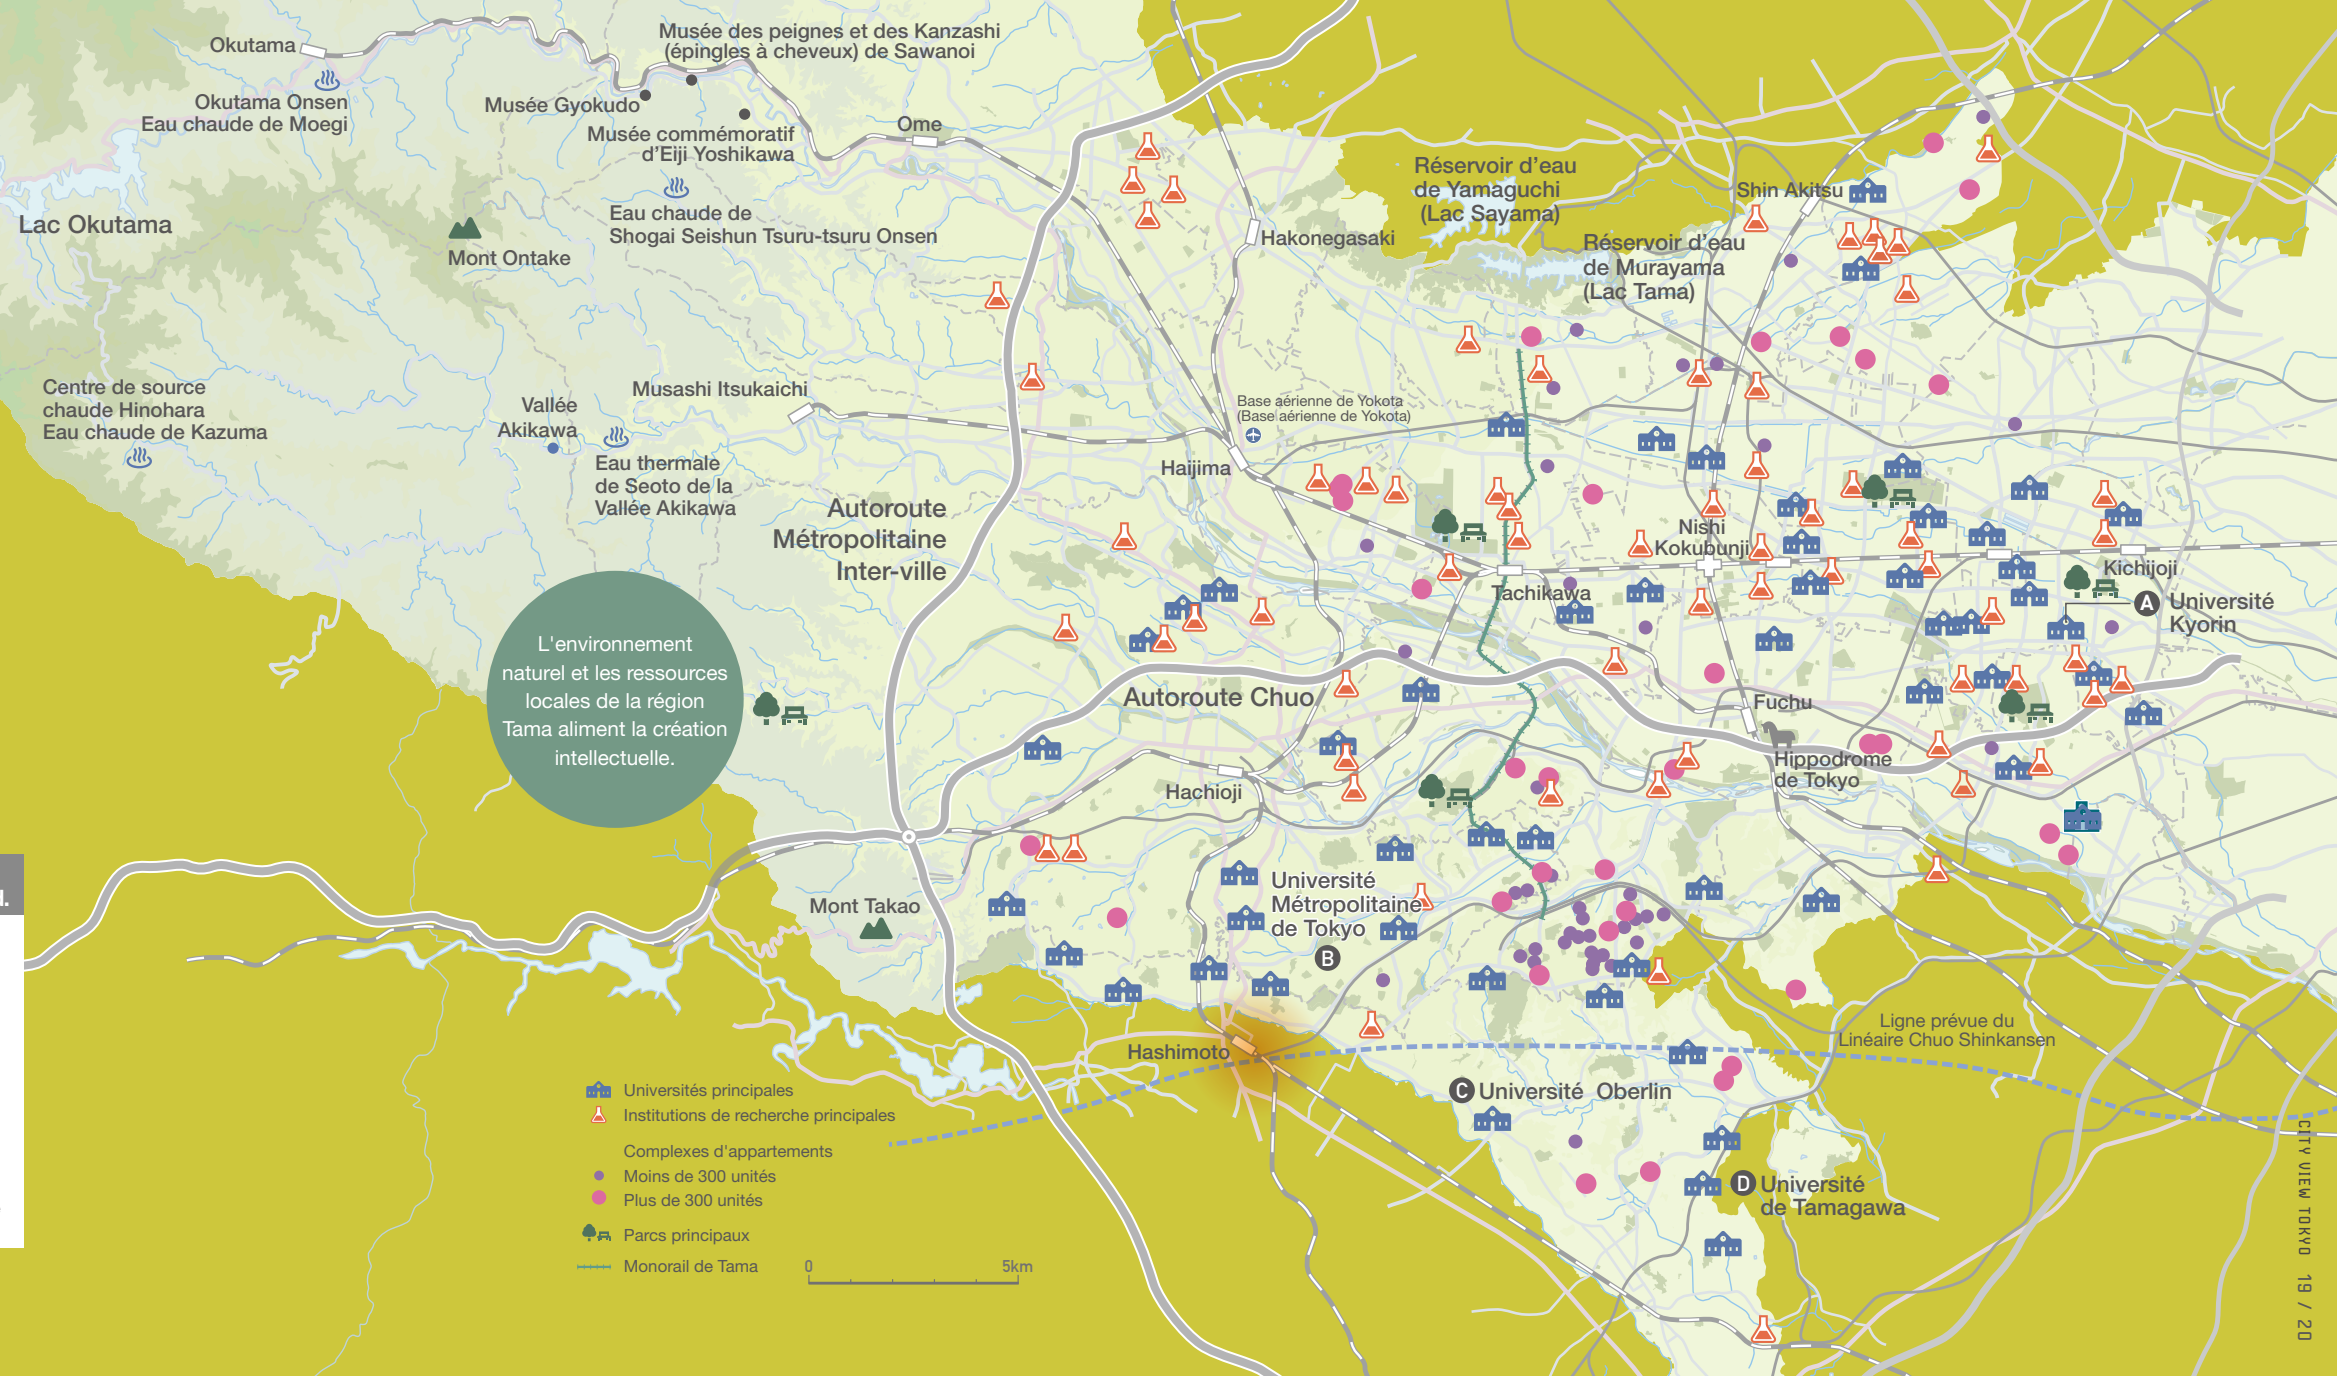 Okutama
Okutama Onsen
Eau chaude de Moegi
Lac Okutama
Musée des peignes et des Kanzashi
(épingles à cheveux) de Sawanoi
Musée Gyokudo
Musée commémoratif
d'Eiji Yoshikawa
Ome
Eau chaude de
Shogai Seishun Tsuru-tsuru Onsen
Mont Ontake
Hakonegasaki
Réservoir d'eau
de Yamaguchi
(Lac Sayama)
Réservoir d'eau
de Murayama
(Lac Tama)
Shin Akitsu
Centre de source
chaude Hinohara
Eau chaude de Kazuma
Vallée
Akikawa
Musashi Itsukaichi
Eau thermale
de Seoto de la
Vallée Akikawa
Base aérienne de Yokota
(Base aérienne de Yokota)
Haijima
Autoroute
Métropolitaine
Inter-ville
Nishi
Kokubunji
Tachikawa
Kichijoji
A Université
Kyorin
L'environnement
naturel et les ressources
locales de la région
Tama aliment la création
intellectuelle.
Autoroute Chuo
Fuchu
Hippodrome
de Tokyo
Hachioji
Mont Takao
Université
Métropolitaine
de Tokyo
B
Hashimoto
Ligne prévue du
Linéaire Chuo Shinkansen
C Université Oberlin
D Université
de Tamagawa
Universités principales
Institutions de recherche principales
Complexes d'appartements
Moins de 300 unités
Plus de 300 unités
Parcs principaux
Monorail de Tama
0 5km
CITY VIEW TOKYO 19 / 20